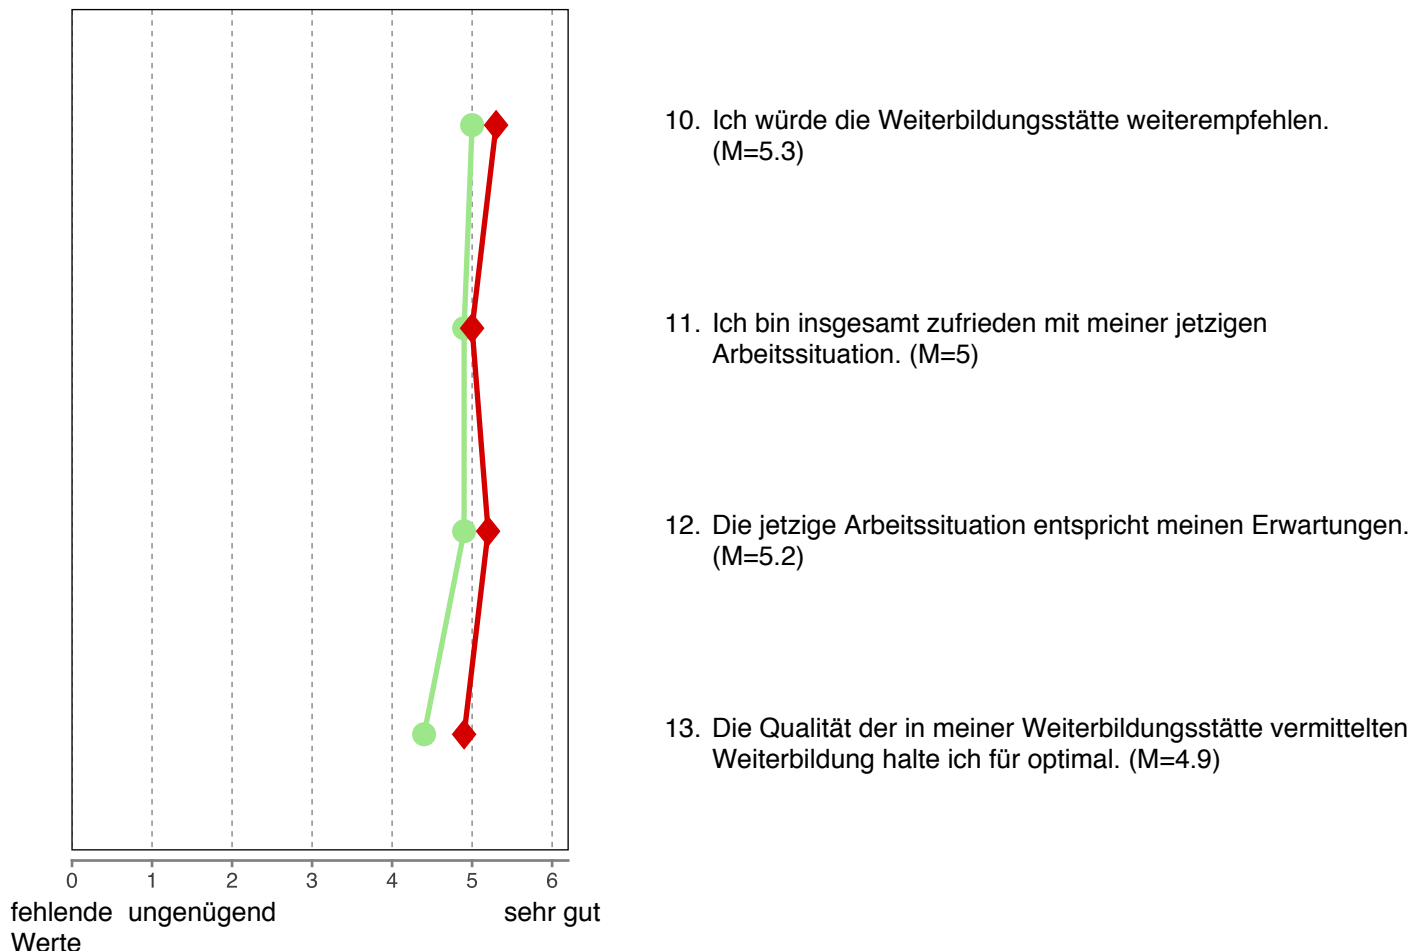 10. Ich würde die Weiterbildungsstätte weiterempfehlen.
(M=5.3)
11. Ich bin insgesamt zufrieden mit meiner jetzigen
Arbeitssituation. (M=5)
12. Die jetzige Arbeitssituation entspricht meinen Erwartungen.
(M=5.2)
13. Die Qualität der in meiner Weiterbildungsstätte vermittelten
Weiterbildung halte ich für optimal. (M=4.9)
0 1 2 3 4 5 6
fehlende ungenügend sehr gut
Werte